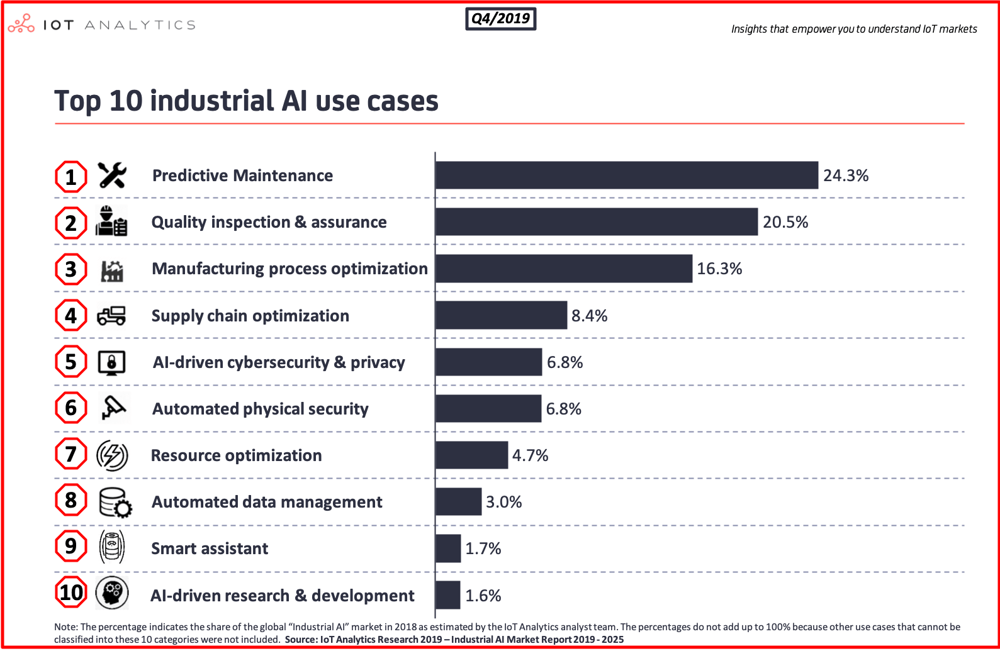 IOT ANALYTICS
Q4/2019
Insights that empower you to understand IoT markets
Top 10 industrial AI use cases
1 Predictive Maintenance 24.3%
2 Quality inspection & assurance 20.5%
3 Manufacturing process optimization 16.3%
4 Supply chain optimization 8.4%
5 AI-driven cybersecurity & privacy 6.8%
6 Automated physical security 6.8%
7 Resource optimization 4.7%
8 Automated data management 3.0%
9 Smart assistant 1.7%
10 AI-driven research & development 1.6%
Note: The percentage indicates the share of the global “Industrial AI” market in 2018 as estimated by the IoT Analytics analyst team. The percentages do not add up to 100% because other use cases that cannot be
classified into these 10 categories were not included. Source: IoT Analytics Research 2019 – Industrial AI Market Report 2019 - 2025